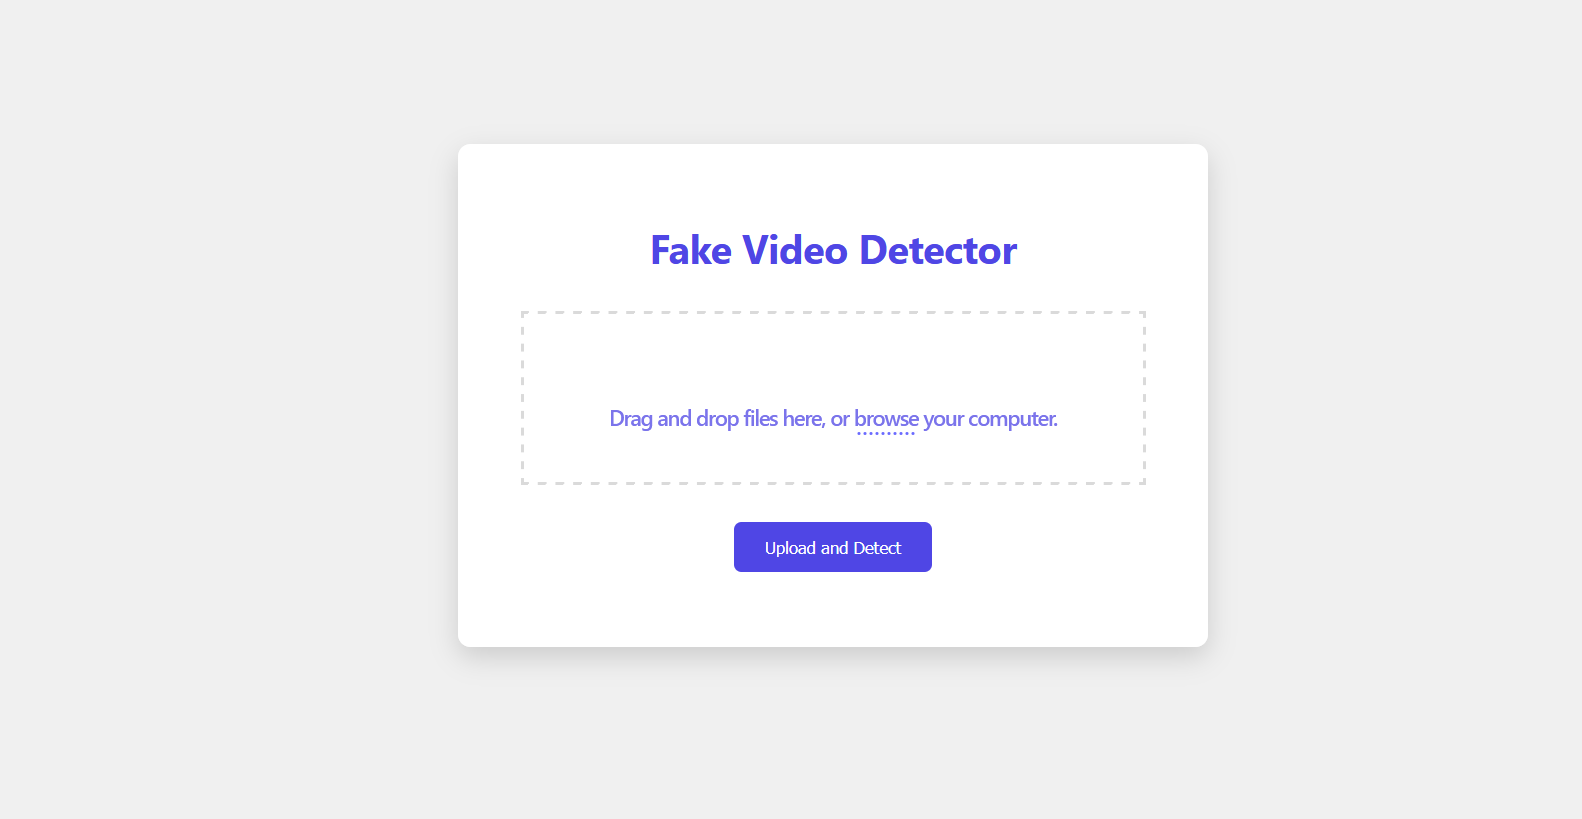 Fake Video Detector
Drag and drop files here, or browse your computer.
Upload and Detect